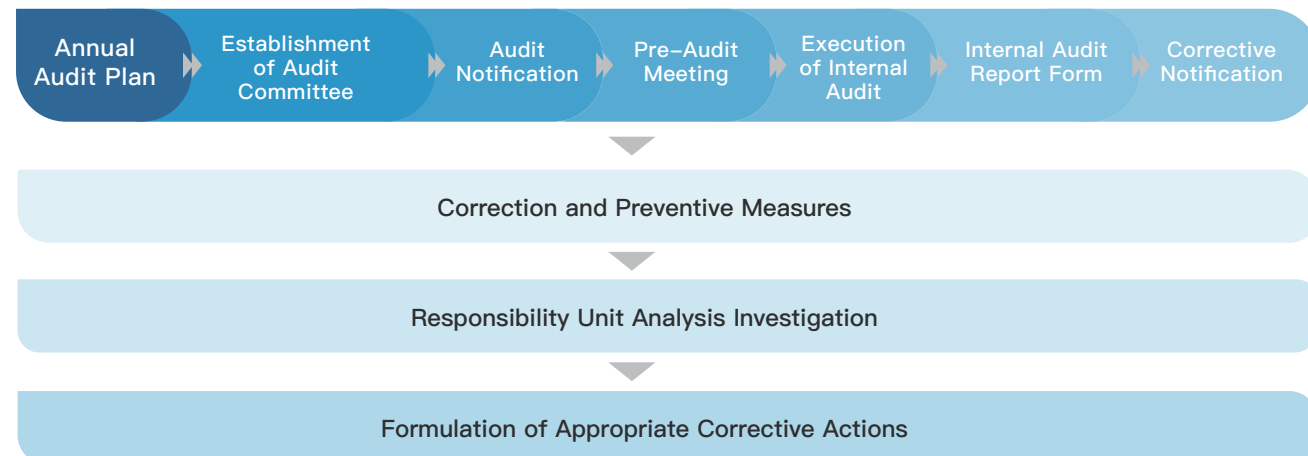 Annual
Audit Plan
Establishment
of Audit
Committee
Audit
Notification
Pre-Audit
Meeting
Execution
of Internal
Audit
Internal Audit
Report Form
Corrective
Notification
Correction and Preventive Measures
Responsibility Unit Analysis Investigation
Formulation of Appropriate Corrective Actions